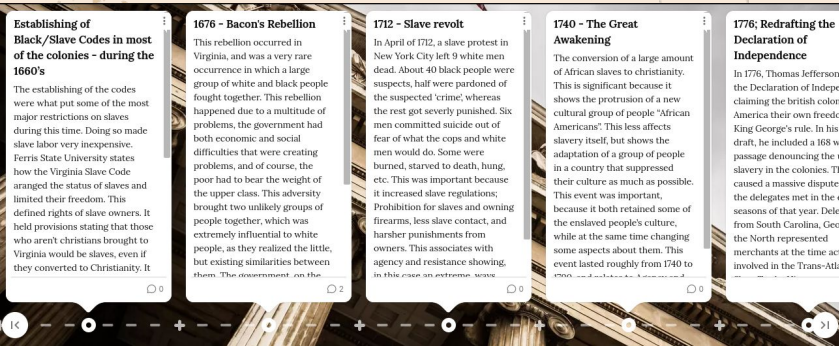 Establishing of
Black/Slave Codes in most
of the colonies - during the
1660's
The establishing of the codes
were what put some of the most
major restrictions on slaves
during this time. Doing so made
slave labor very inexpensive.
Ferris State University states
how the Virginia Slave Code
aranged the status of slaves and
limited their freedom. This
defined rights of slave owners. It
held provisions stating that those
who aren't christians brought to
Virginia would be slaves, even if
they converted to Christianity. It
0
1676 - Bacon's Rebellion
This rebellion occurred in
Virginia, and was a very rare
occurrence in which a large
group of white and black people
fought together. This rebellion
happened due to a multitude of
problems, the government had
both economic and social
difficulties that were creating
problems, and of course, the
poor had to bear the weight of
the upper class. This adversity
brought two unlikely groups of
people together, which was
extremely influential to white
people, as they realized the little,
but existing similarities between
them. The government, on the
2
1712 - Slave revolt
In April of 1712, a slave protest in
New York City left 9 white men
dead. About 40 black people were
suspects, half were pardoned of
the suspected 'crime', whereas
the rest got severly punished. Six
men committed suicide out of
fear of what the cops and white
men would do. Some were
burned, starved to death, hung,
etc. This was important because
it increased slave regulations;
Prohibition for slaves and owning
firearms, less slave contact, and
harsher punishments from
owners. This associates with
agency and resistance showing,
in this case an extreme, ways
0
1740 - The Great
Awakening
The conversion of a large amount
of African slaves to christianity.
This is significant because it
shows the protrusion of a new
cultural group of people "African
Americans". This less affects
slavery itself, but shows the
adaptation of a group of people
in a country that suppressed
their culture as much as possible.
This event was important,
because it both retained some of
the enslaved people's culture,
while at the same time changing
some aspects about them. This
event lasted roughly from 1740 to
0
1776; Redrafting the
Declaration of
Independence
In 1776, Thomas Jefferson
the Declaration of Indepe
claiming the british colo
America their own freedo
King George's rule. In his
draft, he included a 168 w
passage denouncing the
slavery in the colonies. Th
caused a massive dispute
the delegates met in the
seasons of that year. Dele
from South Carolina, Geo
the North represented
merchants at the time act
involved in the Trans-Atla